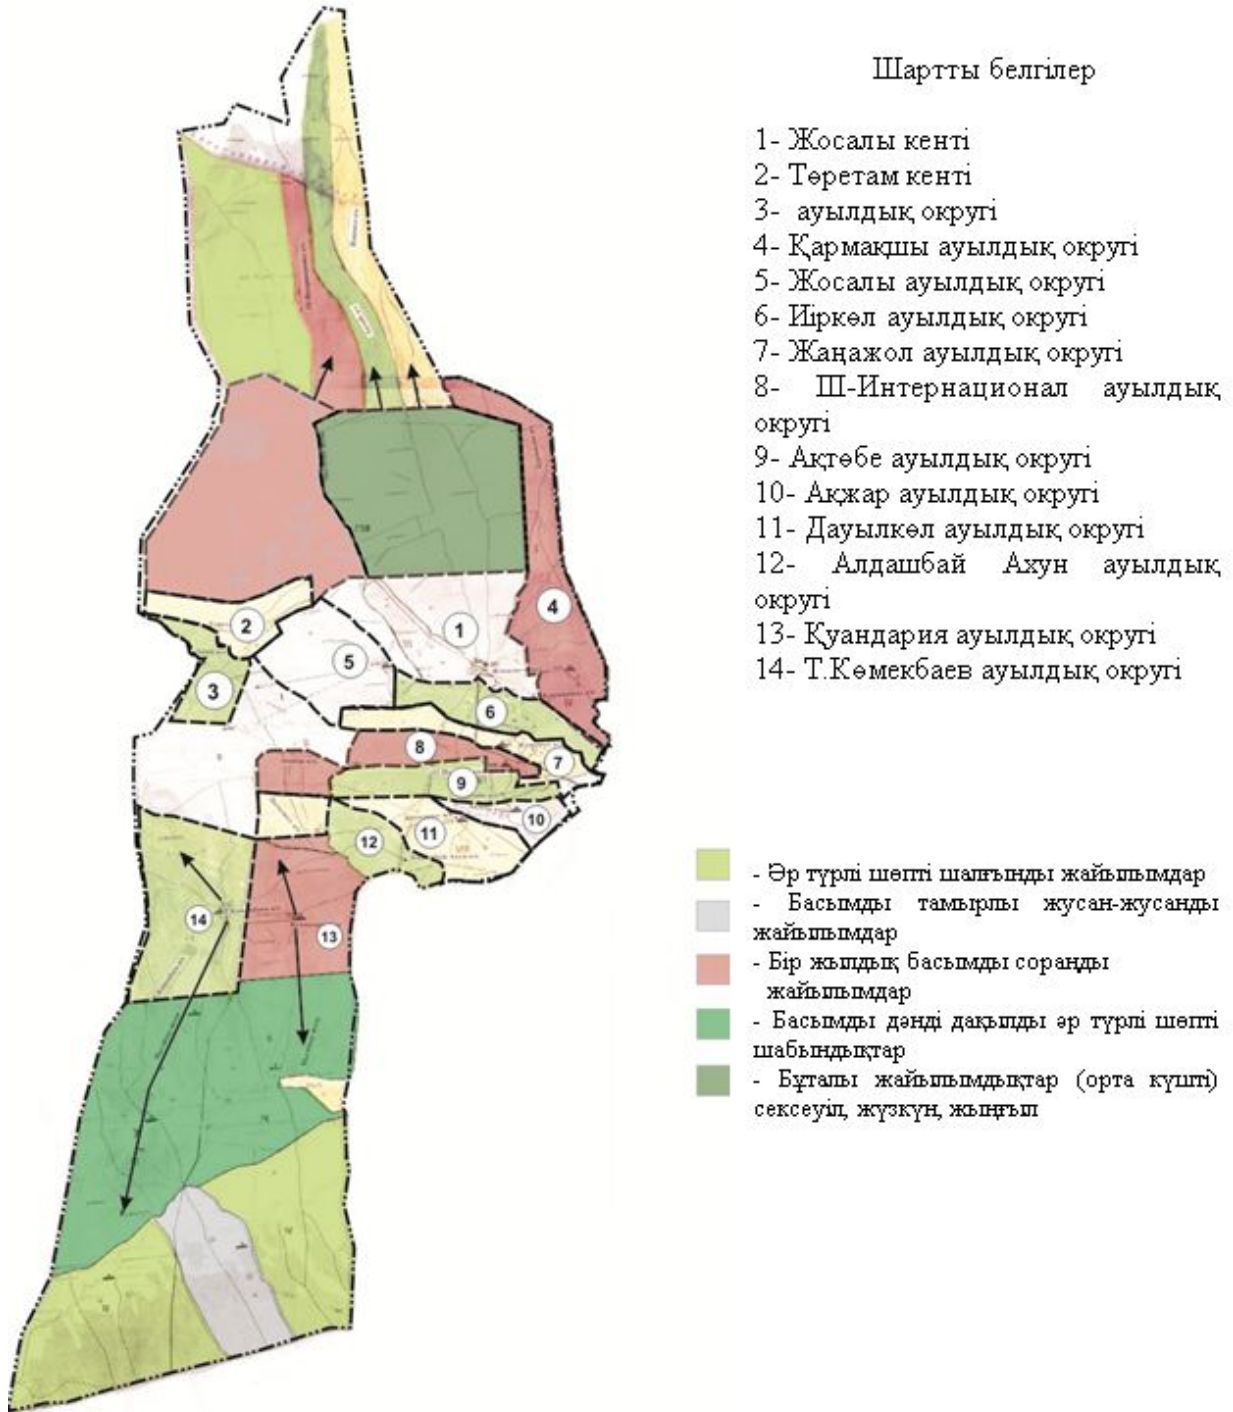 Шартты белгілер
1- Жосалы кенті
2- Төретам кенті
3- ауылдық округі
4- Қармақшы ауылдық округі
5- Жосалы ауылдық округі
6- Иіркөл ауылдық округі
7- Жаңажол ауылдық округі
8- ІІІ-Интернационал ауылдық
округі
9- Ақтөбе ауылдық округі
10- Ақжар ауылдық округі
11- Дауылкөл ауылдық округі
12- Алдашбай Ахун ауылдық
округі
13- Қуандария ауылдық округі
14- Т.Көмекбаев ауылдық округі
- Әр түрлі шөпті шалғынды жайылымдар
- Басымды тамырлы жусан-жусанды
жайылымдар
- Бір жылдық басымды сораңды
жайылымдар
- Басымды дәнді дақылды әр түрлі шөпті
шабындықтар
- Бұталы жайылымдықтар (орта күшті)
сексеуіл, жүзкүн, жыңғыл
1
2
3
4
5
6
7
8
9
10
11
12
13
14